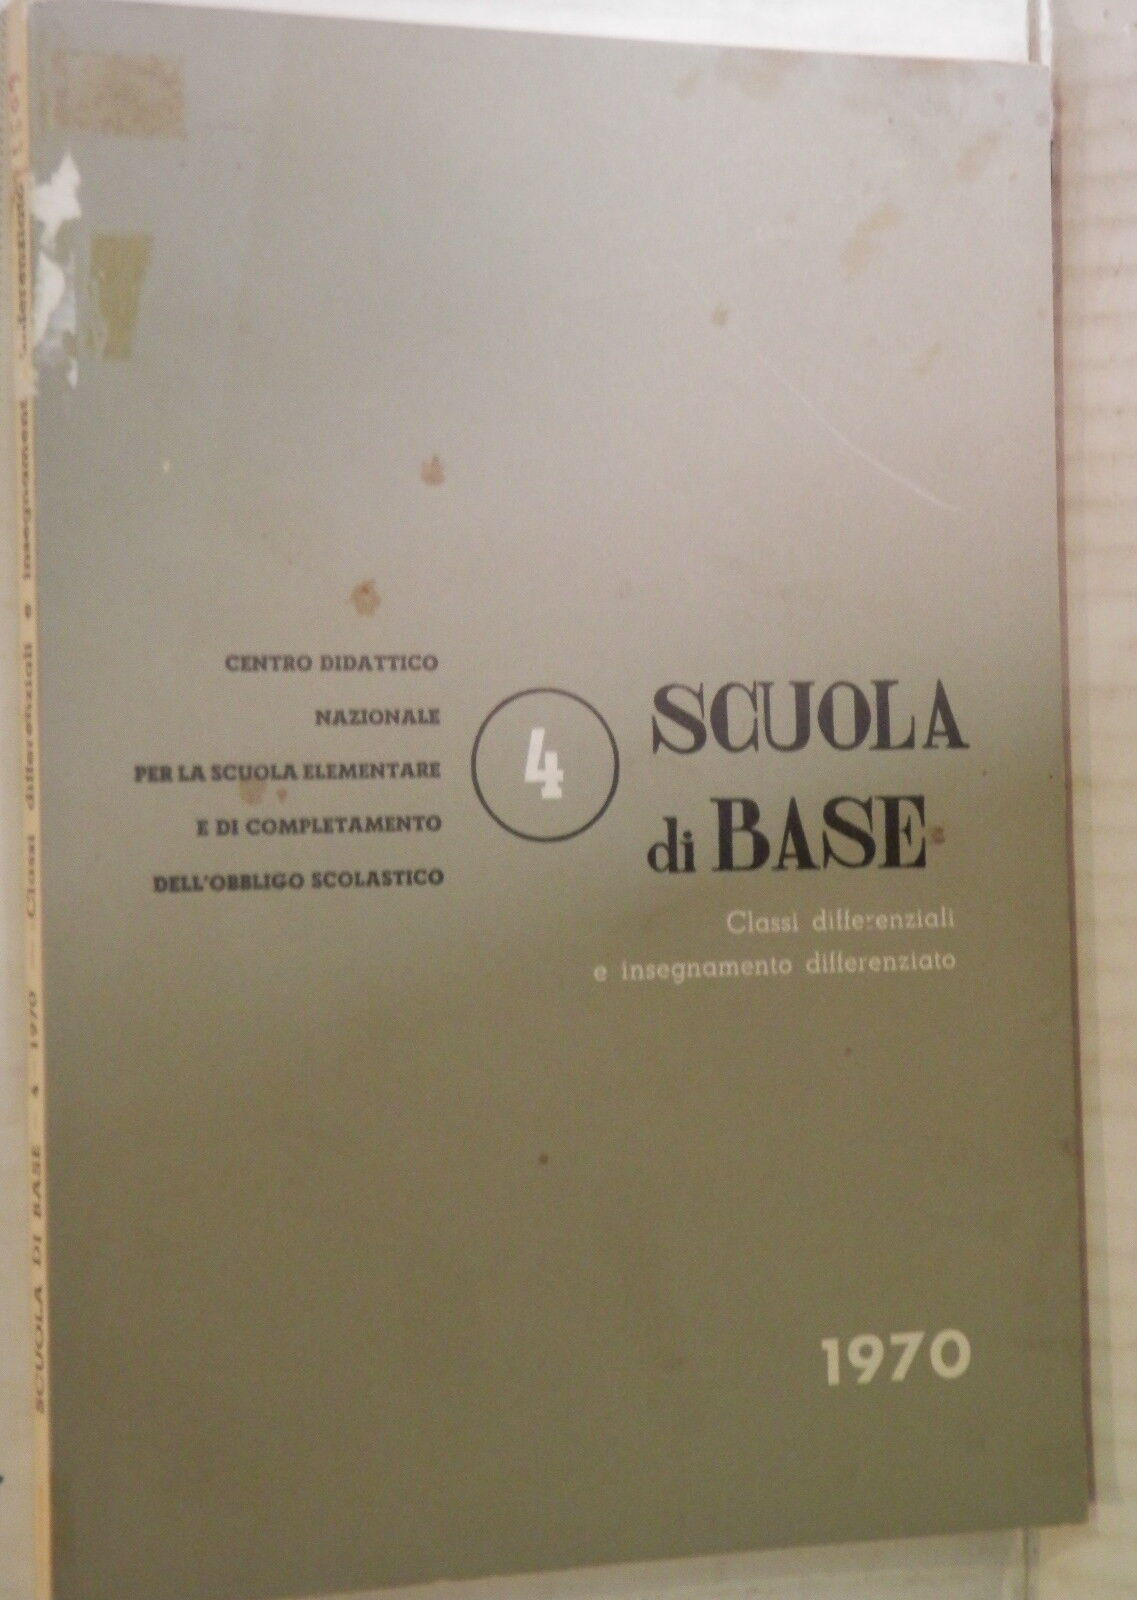 CENTRO DIDATTICO
NAZIONALE
PER LA SCUOLA ELEMENTARE
E DI COMPLETAMENTO
DELL'OBBLIGO SCOLASTICO
4
SCUOLA
di BASE
Classi differenziali
e insegnamento differenziato
1970
SCUOLA DI BASE - 4 1970 - Classi differenziali e insegnament